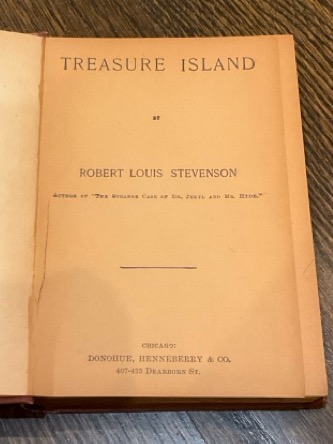 TREASURE ISLAND
BY
ROBERT LOUIS STEVENSON
AUTHOR OF "THE STRANGE CASE OF DR. JEKYL AND MR. HYDE."
CHICAGO:
DONOHUE, HENNEBERRY & CO.
407-425 DEARBORN ST.